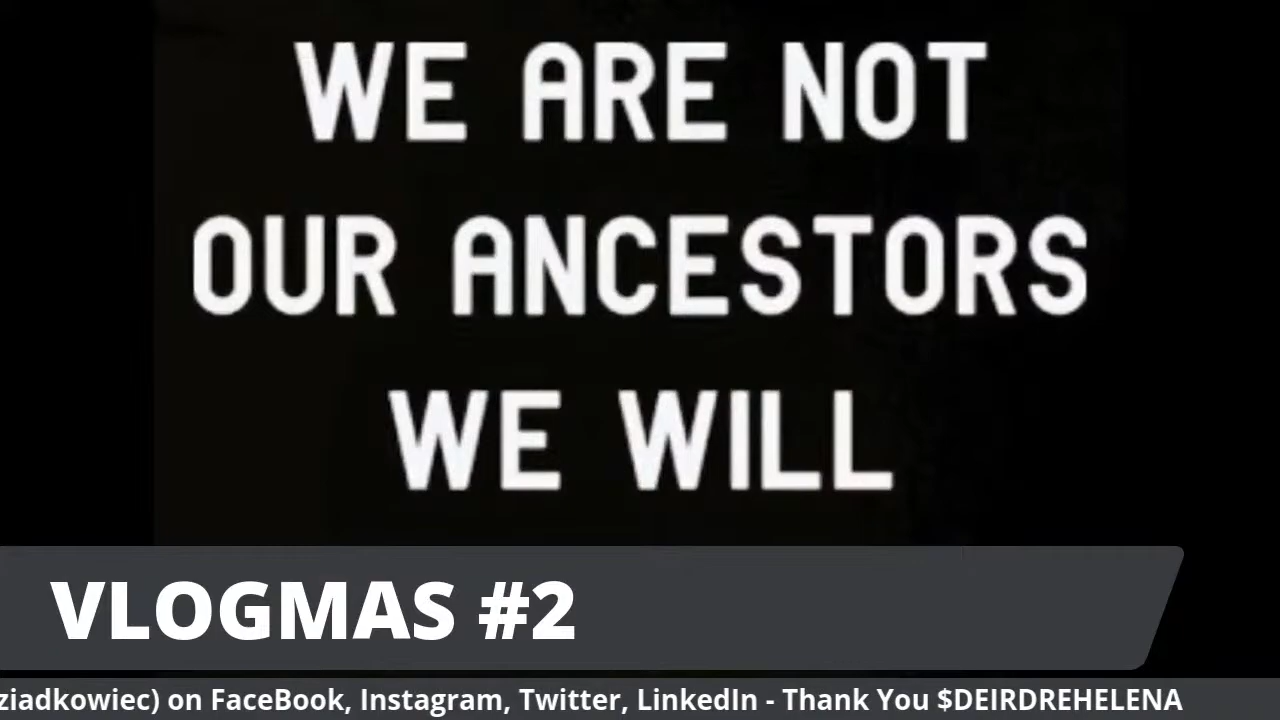 WE ARE NOT
OUR ANCESTORS
WE WILL
VLOGMAS #2
ziadkowiec) on FaceBook, Instagram, Twitter, LinkedIn - Thank You $DEIRDREHELENA